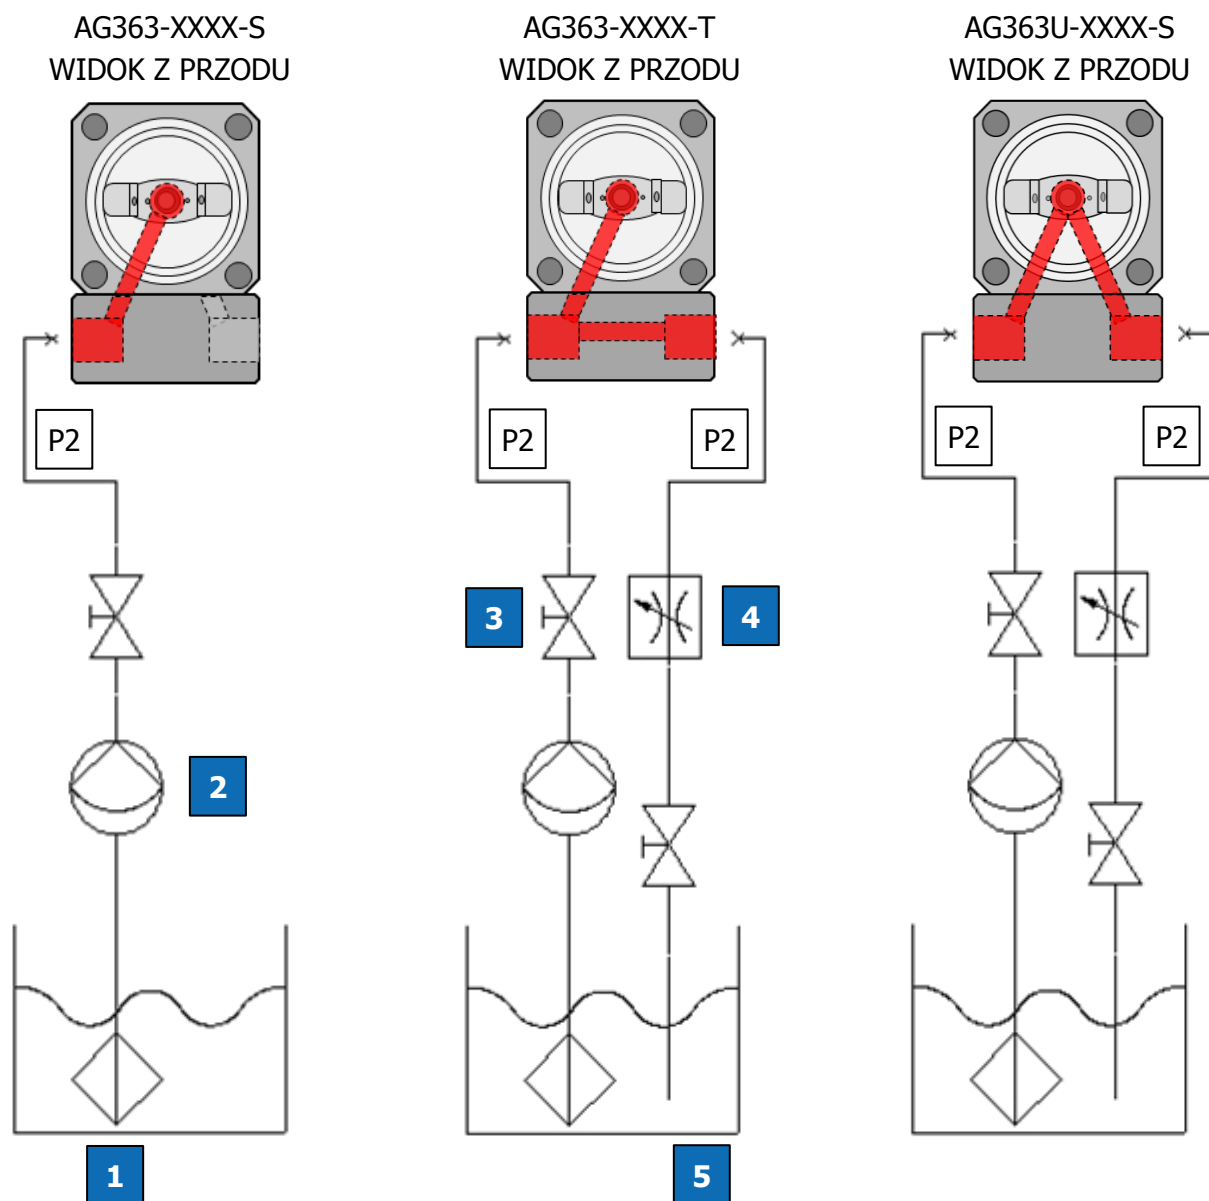 AG363-XXXX-S
WIDOK Z PRZODU
AG363-XXXX-T
WIDOK Z PRZODU
AG363U-XXXX-S
WIDOK Z PRZODU
P2
P2
P2
P2
P2
3
4
2
1
5